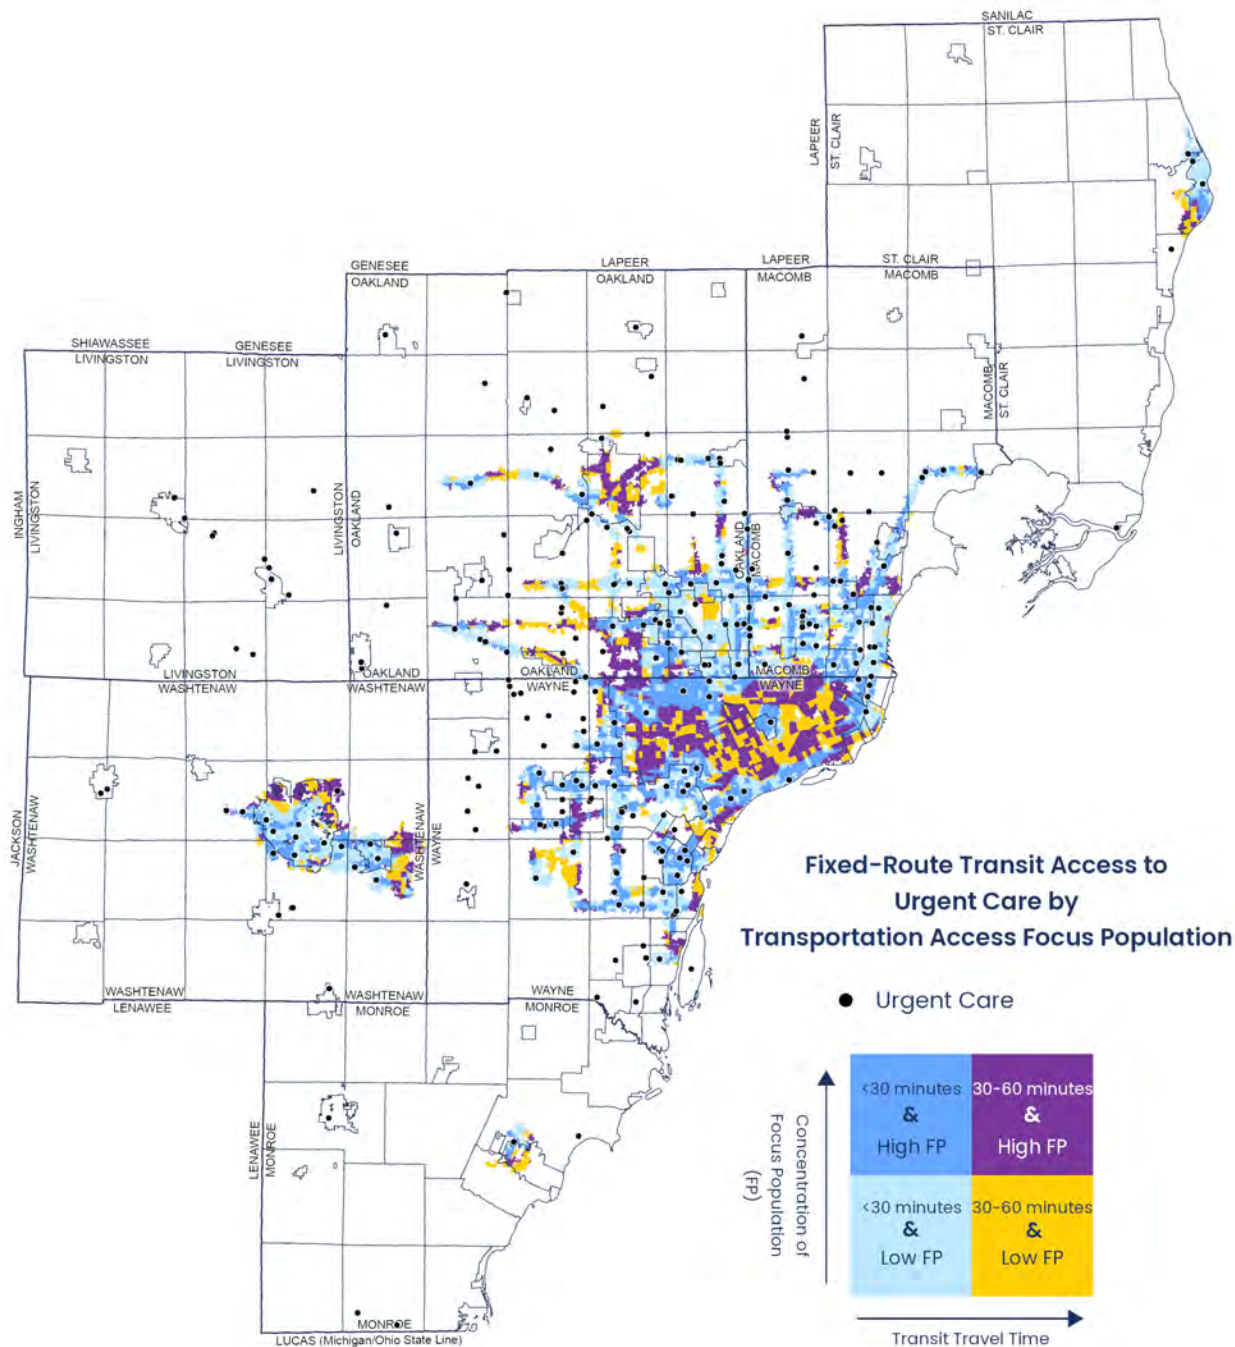 SANILAC
ST. CLAIR
LAPEER
ST. CLAIR
GENESEE
OAKLAND
LAPEER
OAKLAND
LAPEER
MACOMB
ST. CLAIR
MACOMB
SHIAWASSEE
LIVINGSTON
GENESEE
LIVINGSTON
MACOMB
ST. CLAIR
INGHAM
LIVINGSTON
LIVINGSTON
OAKLAND
OAKLAND
MACOMB
LIVINGSTON
WASHTENAW
OAKLAND
WASHTENAW
OAKLAND
WAYNE
MACOMB
WAYNE
JACKSON
WASHTENAW
WASHTENAW
WAYNE
Fixed-Route Transit Access to
Urgent Care by
Transportation Access Focus Population
Urgent Care
WASHTENAW
LENAWEE
WASHTENAW
MONROE
WAYNE
MONROE
LENAWEE
MONROE
Concentration of
Focus Population
(FP)
<30 minutes
&
High FP
30-60 minutes
&
High FP
<30 minutes
&
Low FP
30-60 minutes
&
Low FP
Transit Travel Time
MONROE
LUCAS (Michigan/Ohio State Line)